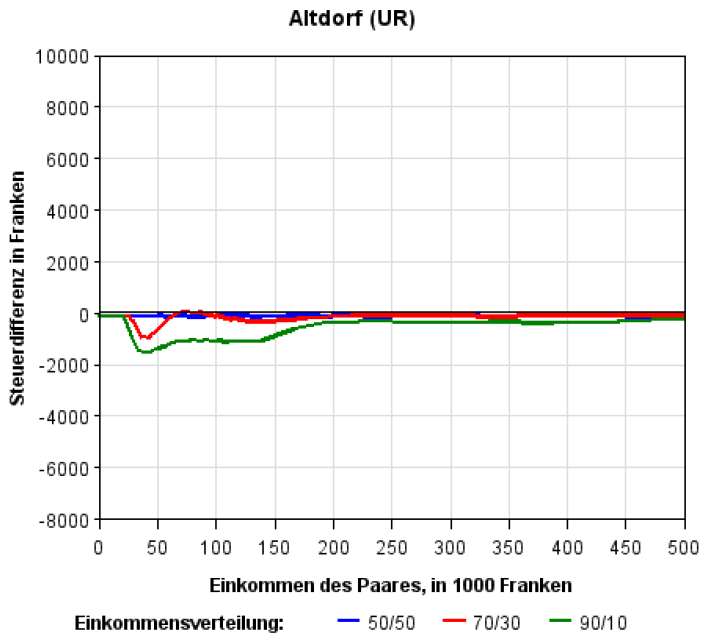 Altdorf (UR)
Steuerdifferenz in Franken
10000
8000
6000
4000
2000
0
-2000
-4000
-6000
-8000
0 50 100 150 200 250 300 350 400 450 500
Einkommen des Paares, in 1000 Franken
Einkommensverteilung: 50/50 70/30 90/10